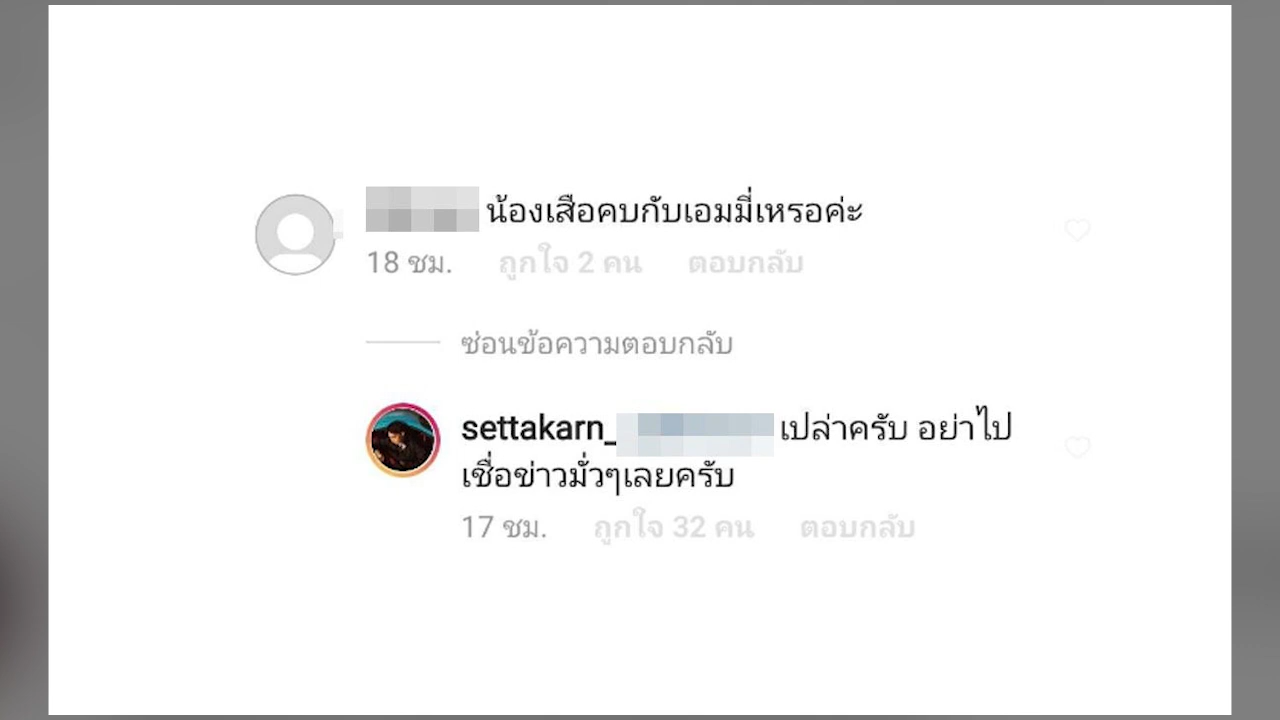 น้องเสือคบกับเอมมี่เหรอค่ะ
18 ชม. ถูกใจ 2 คน ตอบกลับ
ซ่อนข้อความตอบกลับ
settakarn_ เปล่าครับ อย่าไป
เชื่อข่าวมั่วๆเลยครับ
17 ชม. ถูกใจ 32 คน ตอบกลับ